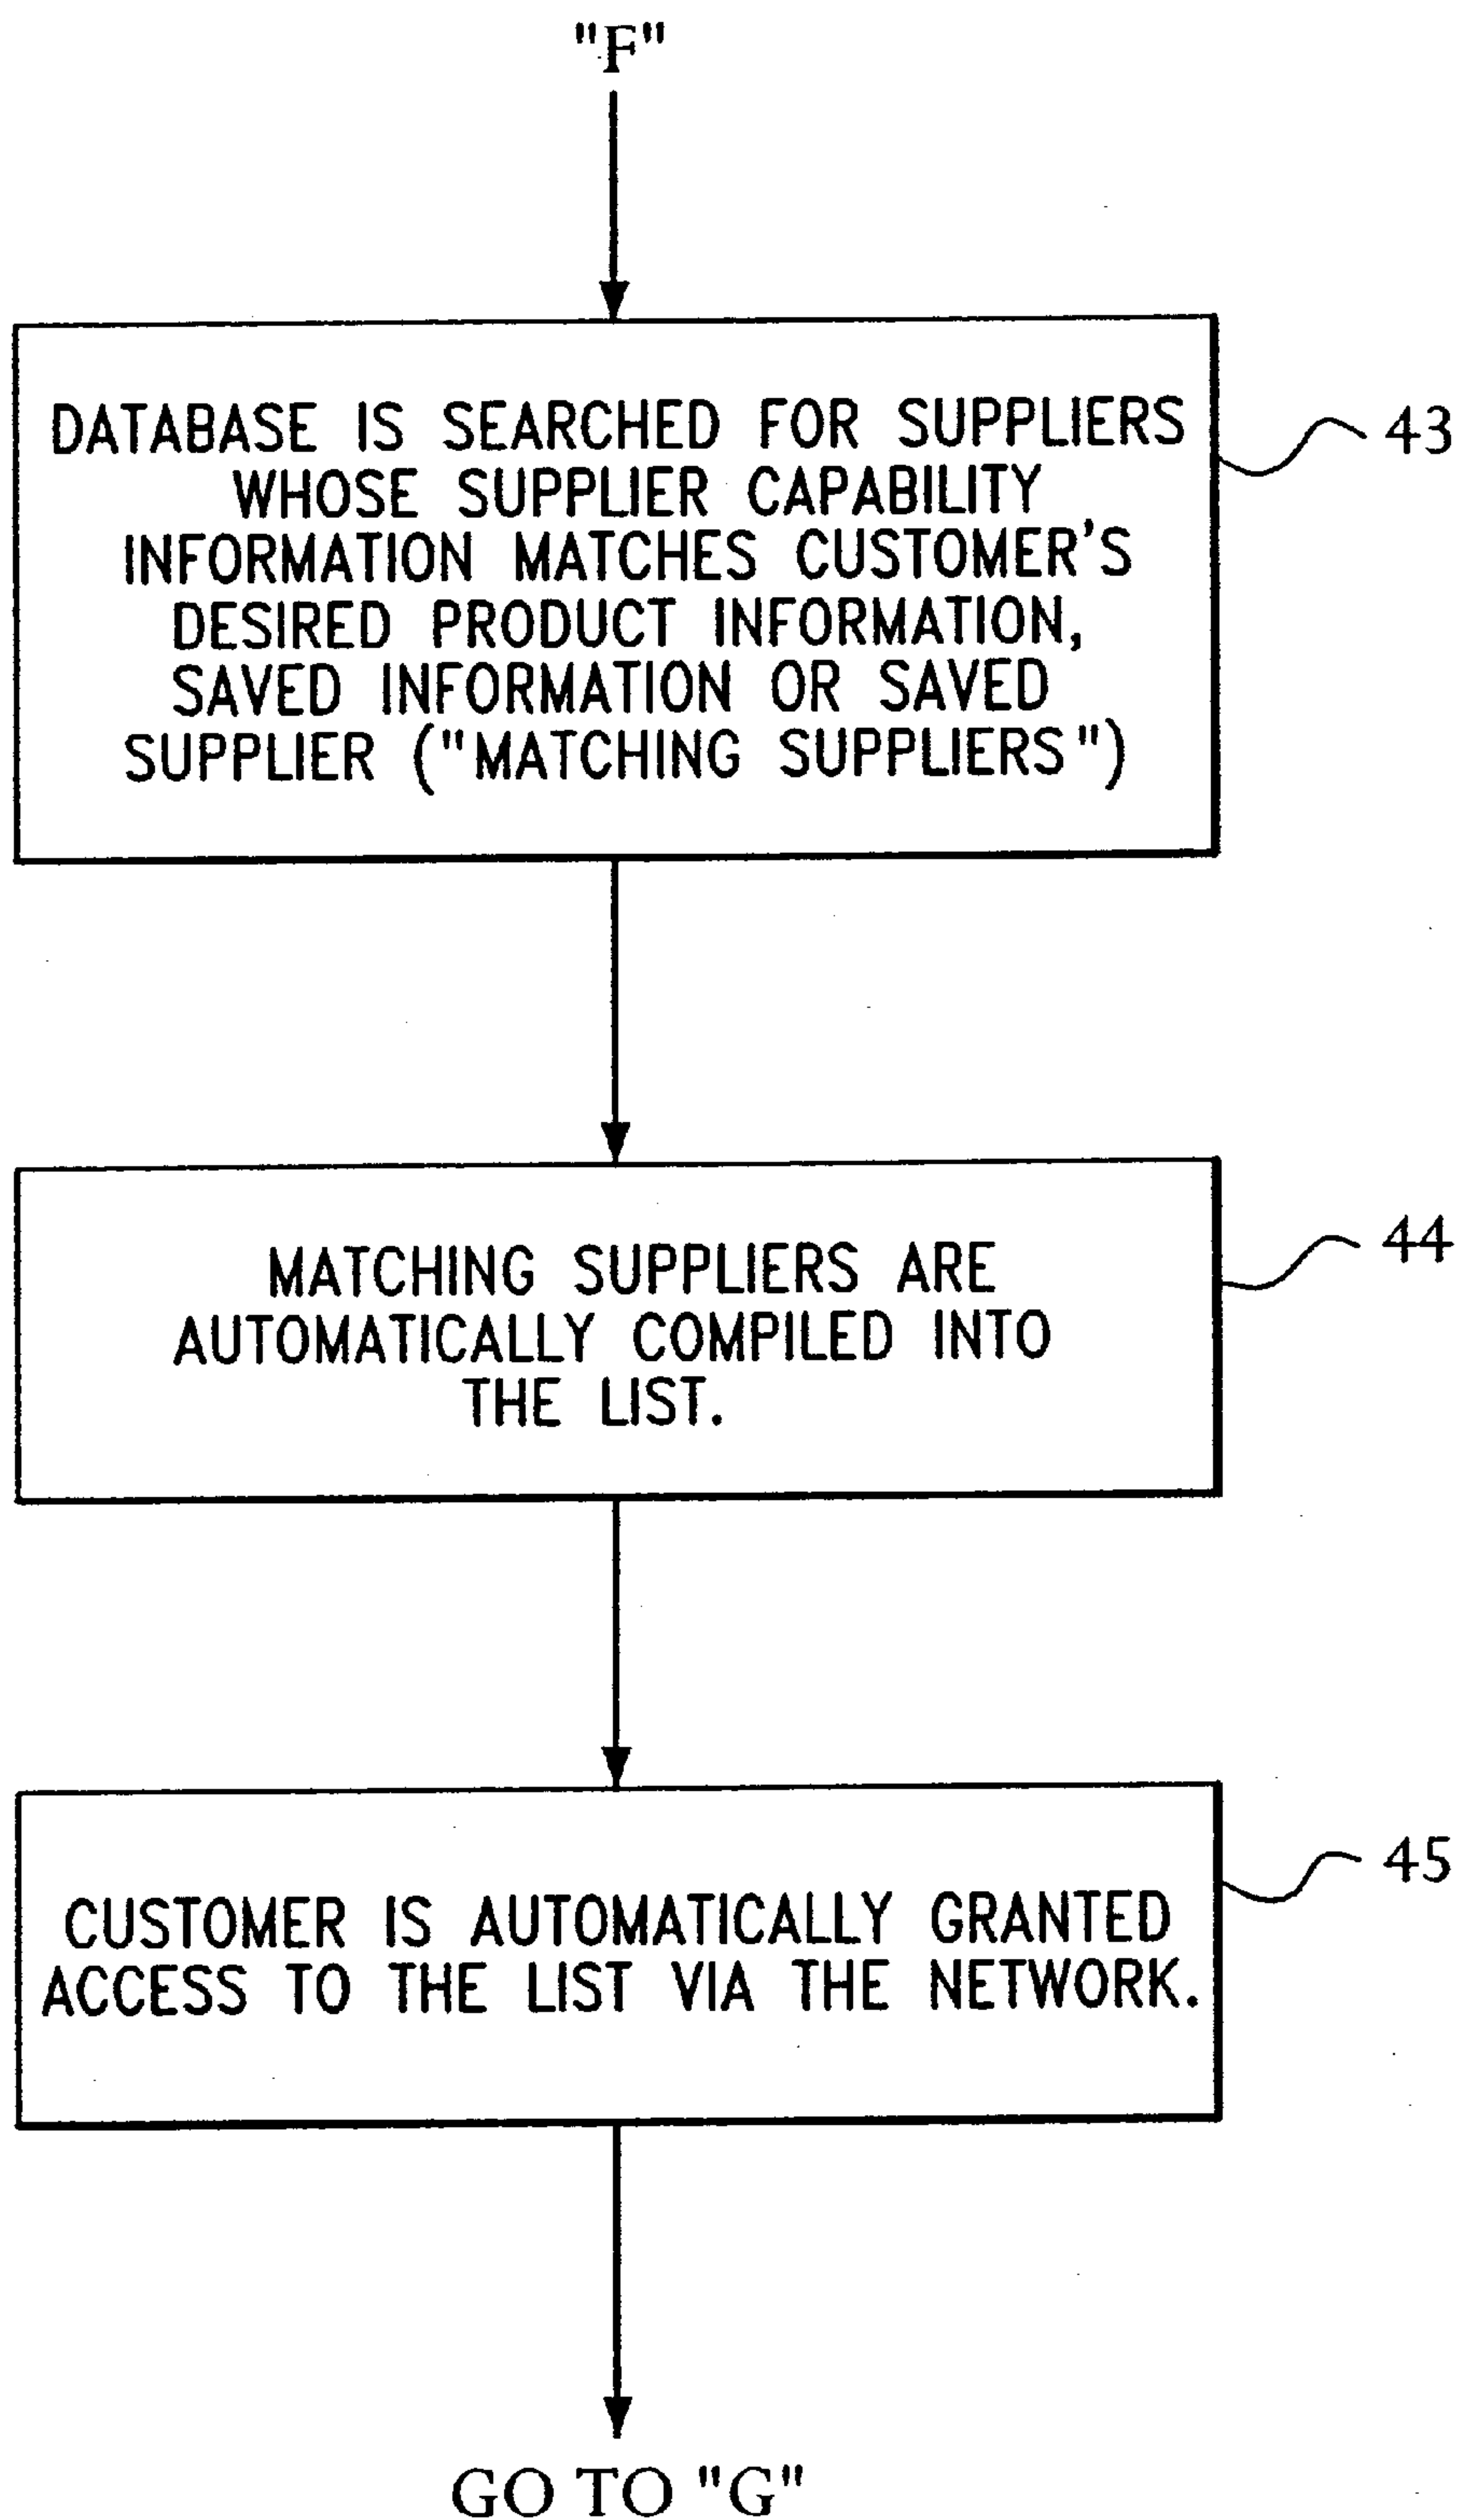 "F"
DATABASE IS SEARCHED FOR SUPPLIERS
WHOSE SUPPLIER CAPABILITY
INFORMATION MATCHES CUSTOMER'S
DESIRED PRODUCT INFORMATION,
SAVED INFORMATION OR SAVED
SUPPLIER ("MATCHING SUPPLIERS")
43
MATCHING SUPPLIERS ARE
AUTOMATICALLY COMPILED INTO
THE LIST.
44
CUSTOMER IS AUTOMATICALLY GRANTED
ACCESS TO THE LIST VIA THE NETWORK.
45
GO TO "G"